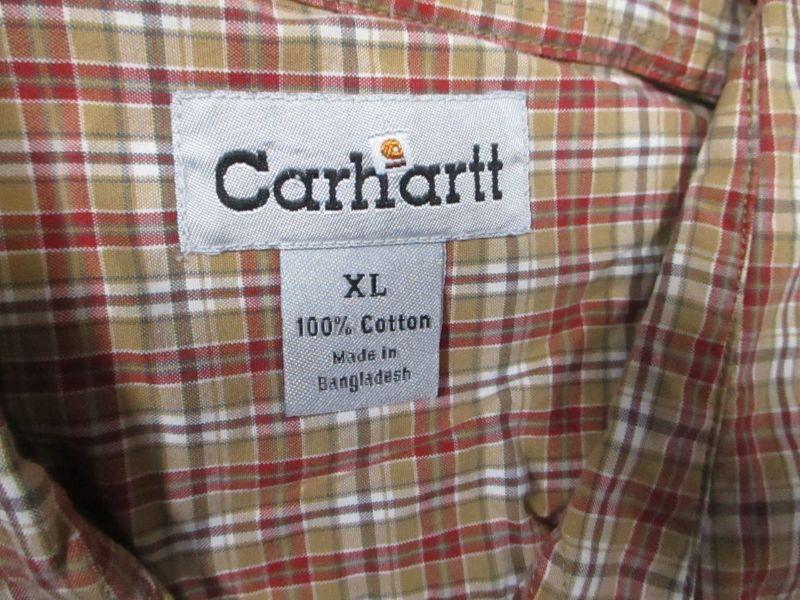 Carhartt
XL
100% Cotton
Made in
Bangladesh